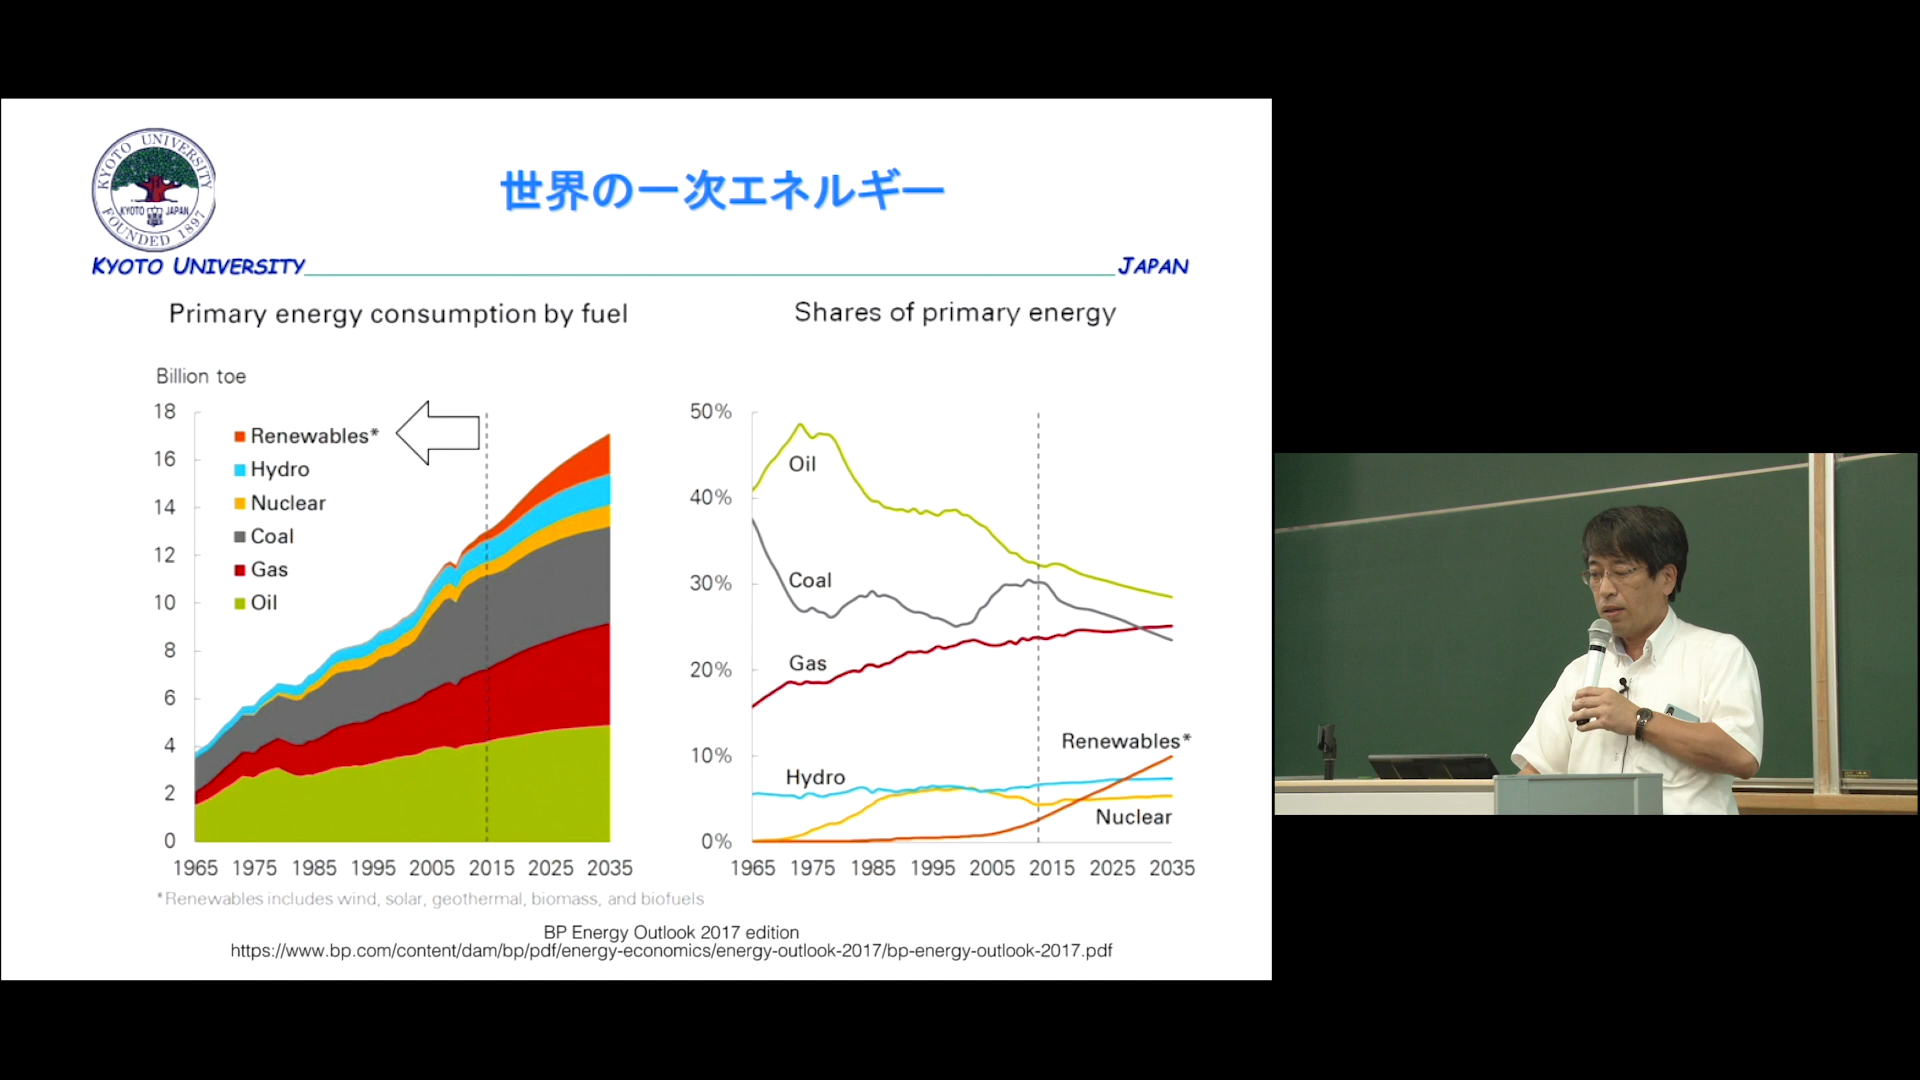 KYOTO UNIVERSITY
KYOTO JAPAN
FOUNDED 1897
世界の一次エネルギー
KYOTO UNIVERSITY
JAPAN
Primary energy consumption by fuel
Billion toe
18
16
14
12
10
8
6
4
2
0
Renewables*
Hydro
Nuclear
Coal
Gas
Oil
1965 1975 1985 1995 2005 2015 2025 2035
*Renewables includes wind, solar, geothermal, biomass, and biofuels
Shares of primary energy
50%
40%
30%
20%
10%
0%
Oil
Coal
Gas
Renewables*
Hydro
Nuclear
1965 1975 1985 1995 2005 2015 2025 2035
BP Energy Outlook 2017 edition
https://www.bp.com/content/dam/bp/pdf/energy-economics/energy-outlook-2017/bp-energy-outlook-2017.pdf